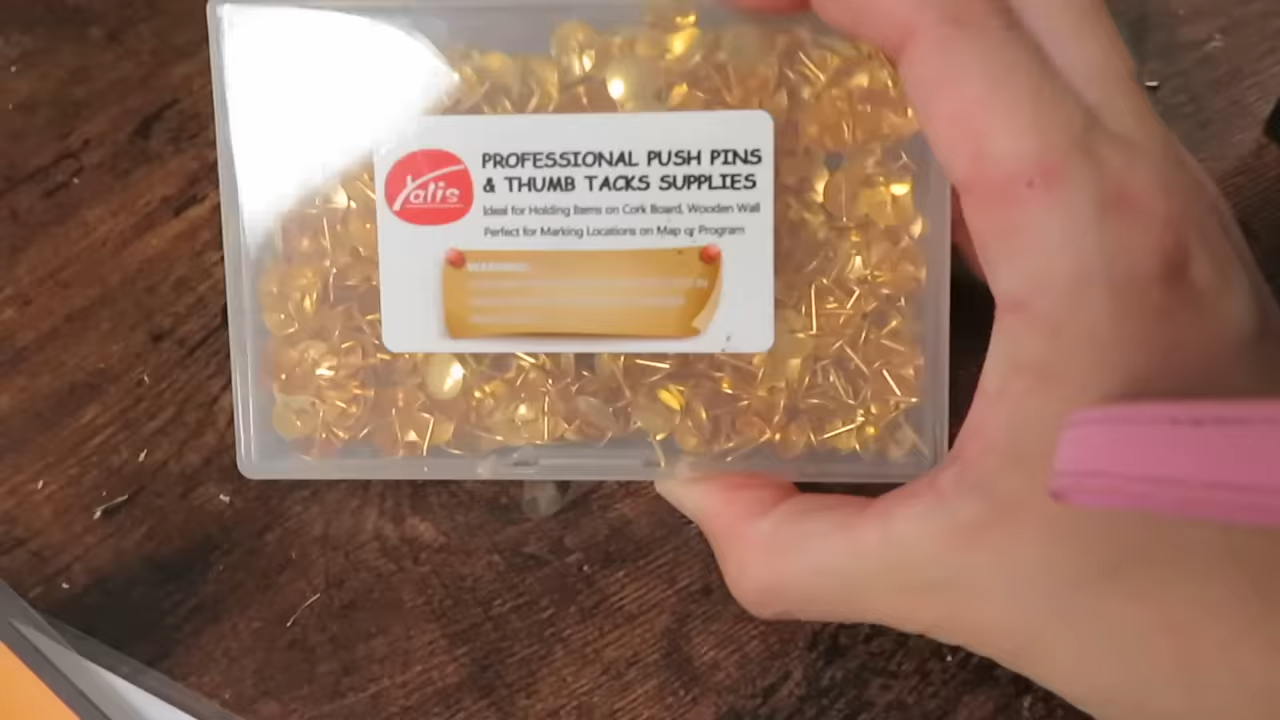 Yalis
PROFESSIONAL PUSH PINS
& THUMB TACKS SUPPLIES
Ideal for Holding Items on Cork Board, Wooden Wall
Perfect for Marking Locations on Map or Program
WARNING: